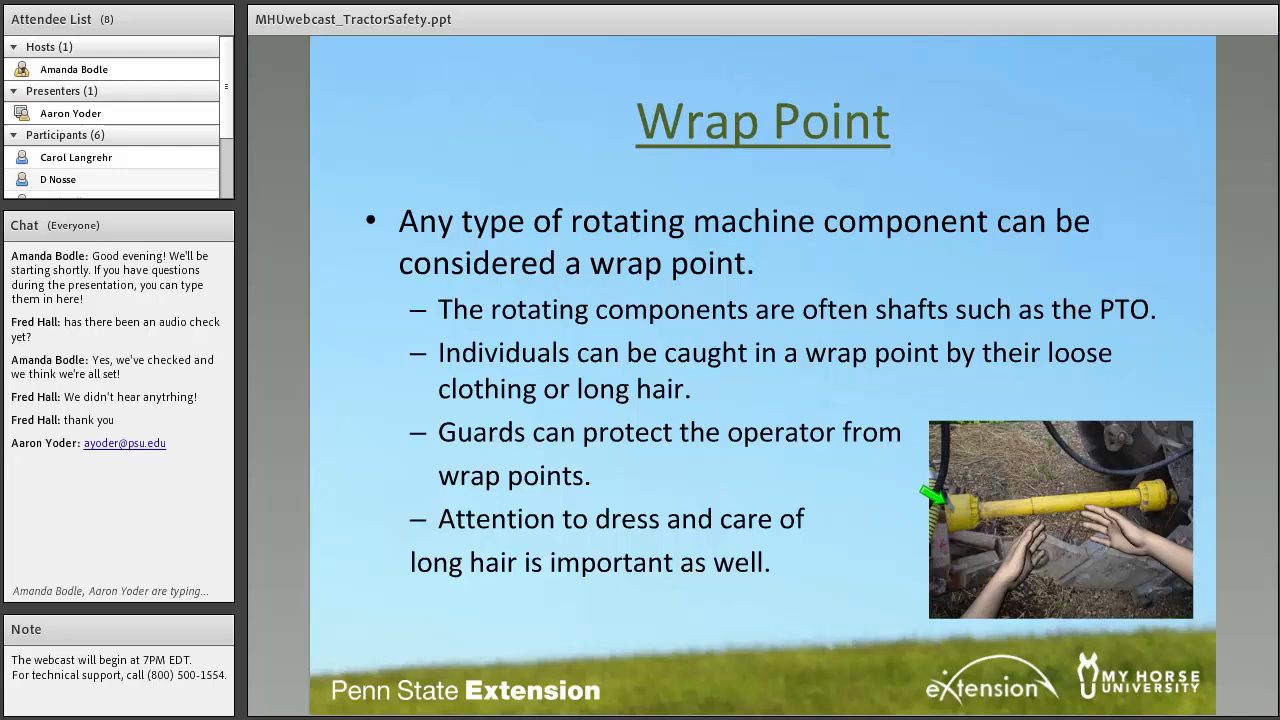 Attendee List (8)
Hosts (1)
Amanda Bodle
Presenters (1)
Aaron Yoder
Participants (6)
Carol Langrehr
D Nosse
Chat (Everyone)
Amanda Bodle: Good evening! We'll be
starting shortly. If you have questions
during the presentation, you can type
them in here!
Fred Hall: has there been an audio check
yet?
Amanda Bodle: Yes, we've checked and
we think we're all set!
Fred Hall: We didn't hear anytrhing!
Fred Hall: thank you
Aaron Yoder: ayoder@psu.edu
Amanda Bodle, Aaron Yoder are typing...
Note
The webcast will begin at 7PM EDT.
For technical support, call (800) 500-1554.
MHUwebcast_TractorSafety.ppt
Wrap Point
• Any type of rotating machine component can be
considered a wrap point.
– The rotating components are often shafts such as the PTO.
– Individuals can be caught in a wrap point by their loose
clothing or long hair.
– Guards can protect the operator from
wrap points.
– Attention to dress and care of
long hair is important as well.
Penn State Extension
eXtension
MY HORSE
UNIVERSITY